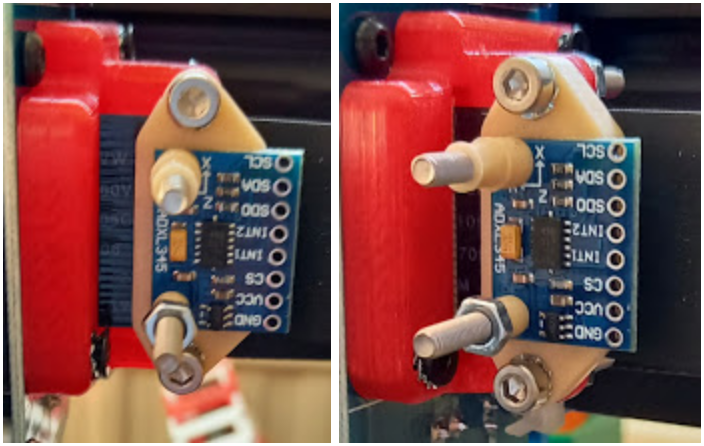 X
Z
SCL
SDA
SDO
INT2
INT1
CS
VCC
GND
ADXL345
X
Z
SCL
SDA
SDO
INT2
INT1
CS
VCC
GND
ADXL345